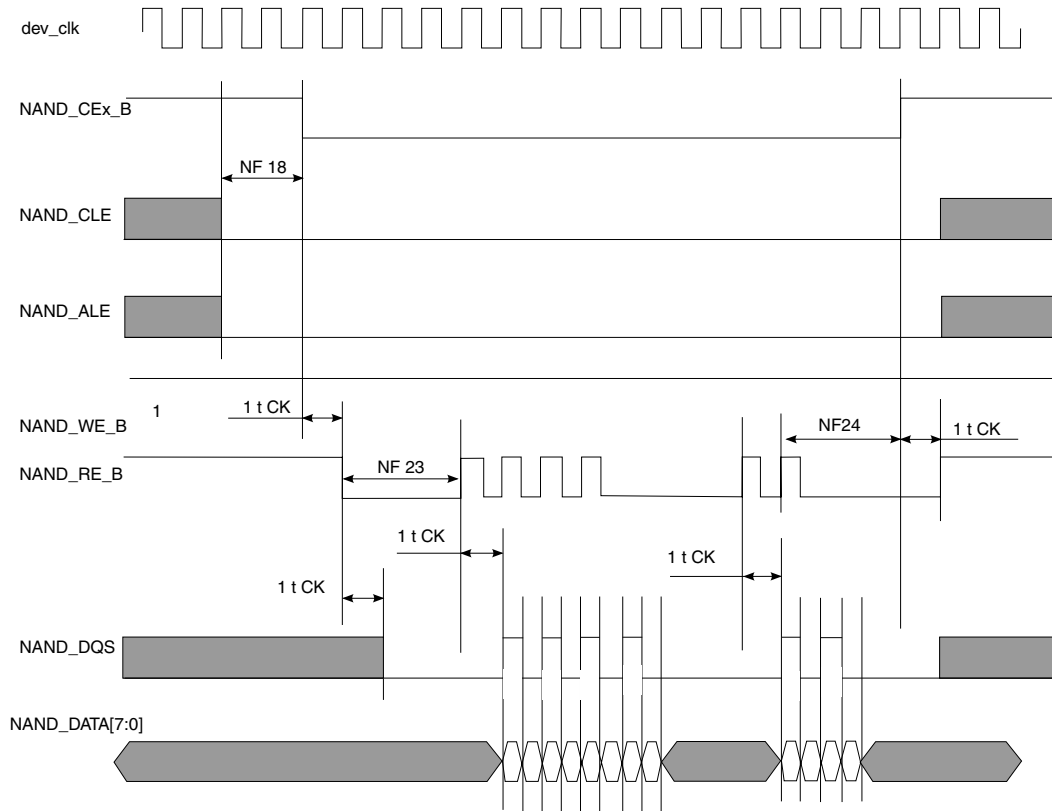 dev_clk
NAND_CEx_B
NF 18
NAND_CLE
NAND_ALE
1
1 t CK
NAND_WE_B
NF24
1 t CK
NF 23
NAND_RE_B
1 t CK
1 t CK
1 t CK
NAND_DQS
NAND_DATA[7:0]